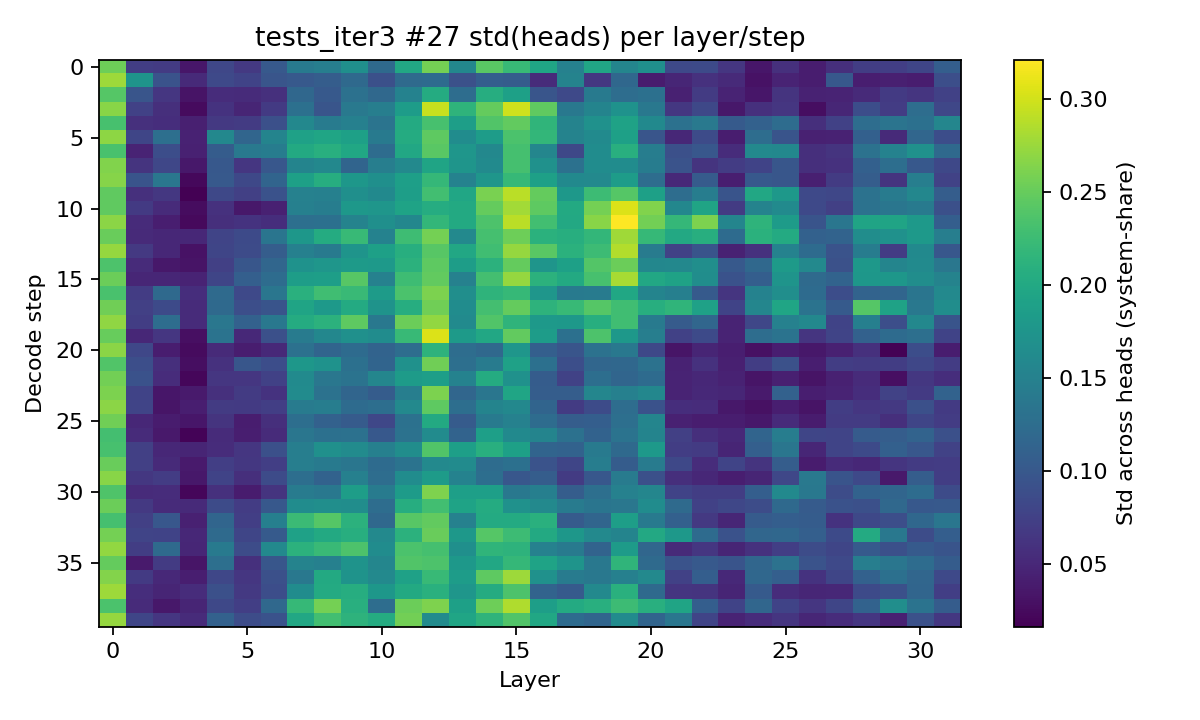 tests_iter3 #27 std(heads) per layer/step
0
5
10
15
20
25
30
35
Decode step
0 5 10 15 20 25 30
Layer
0.30
0.25
0.20
0.15
0.10
0.05
Std across heads (system-share)